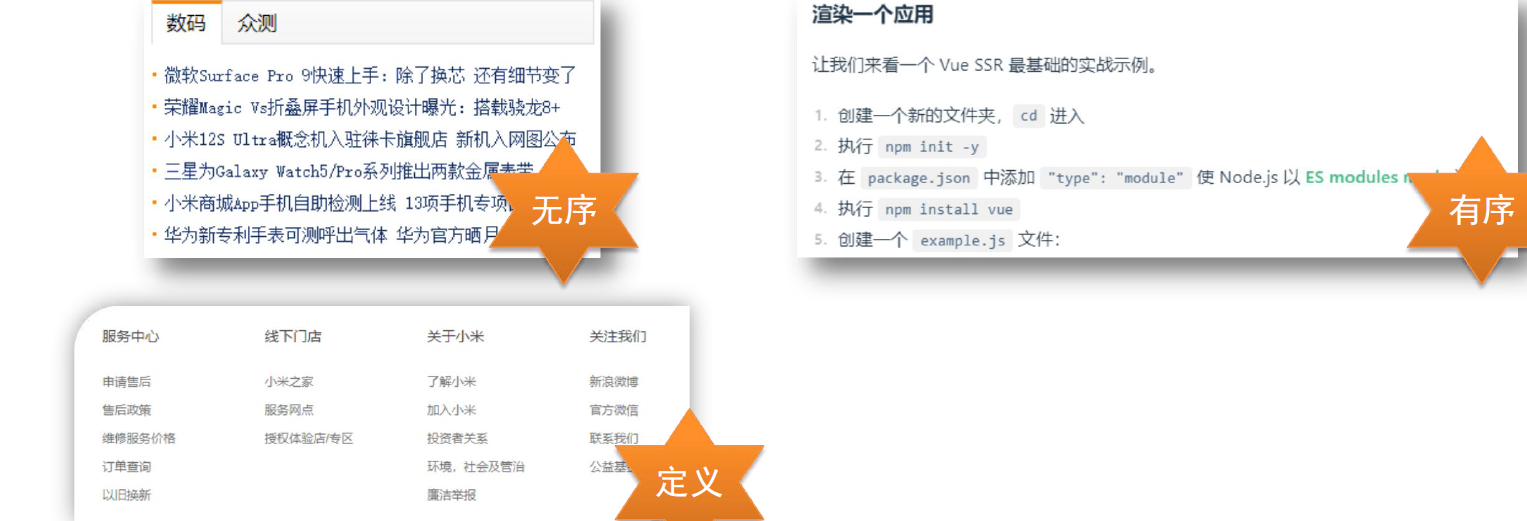 数码 众测
微软Surface Pro 9快速上手：除了换芯 还有细节变了
荣耀Magic Vs折叠屏手机外观设计曝光：搭载骁龙8+
小米12S Ultra概念机入驻徕卡旗舰店 新机入网图公布
三星为Galaxy Watch5/Pro系列推出两款金属表带
小米商城App手机自助检测上线 13项手机专项
华为新专利手表可测呼出气体 华为官方晒月
无序
渲染一个应用
让我们来看一个 Vue SSR 最基础的实战示例。
1. 创建一个新的文件夹，cd 进入
2. 执行 npm init -y
3. 在 package.json 中添加 "type": "module" 使 Node.js 以 ES modules
4. 执行 npm install vue
5. 创建一个 example.js 文件：
有序
服务中心 线下门店 关于小米 关注我们
申请售后 小米之家 了解小米 新浪微博
售后政策 服务网点 加入小米 官方微信
维修服务价格 授权体验店/专区 投资者关系 联系我们
订单查询 环境、社会及管治 公益基
以旧换新 廉洁举报
定义